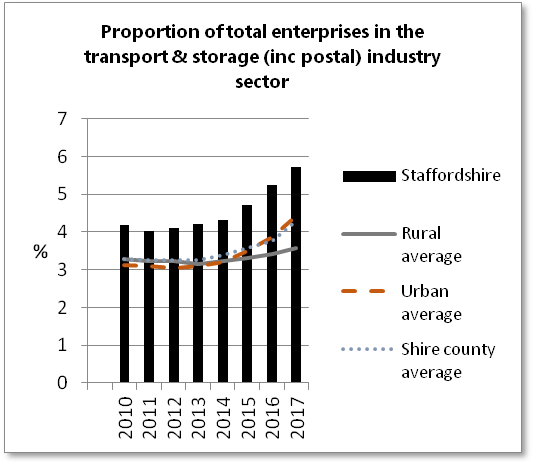 Proportion of total enterprises in the
transport & storage (inc postal) industry
sector
7
6
5
4
3
2
1
0
%
2010
2011
2012
2013
2014
2015
2016
2017
Staffordshire
Rural
average
Urban
average
Shire county
average